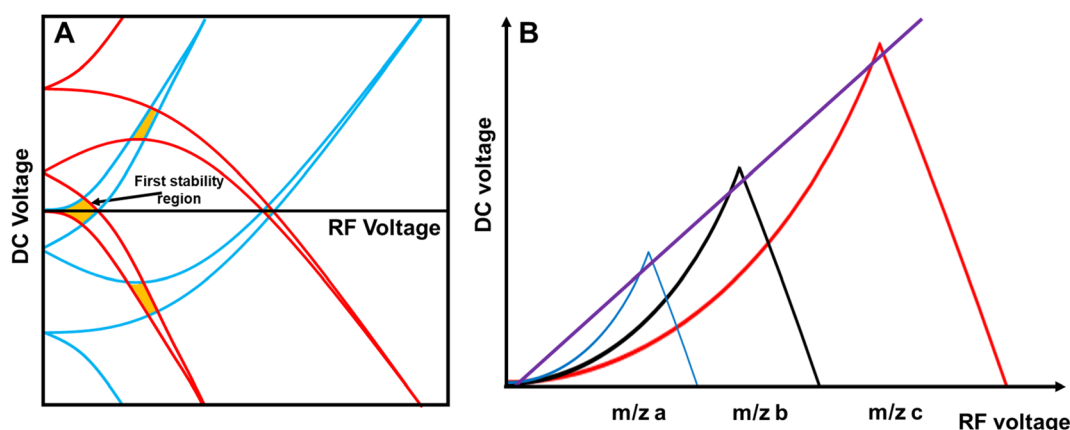 A
DC Voltage
First stability
region
RF Voltage
B
DC voltage
m/z a
m/z b
m/z c
RF voltage